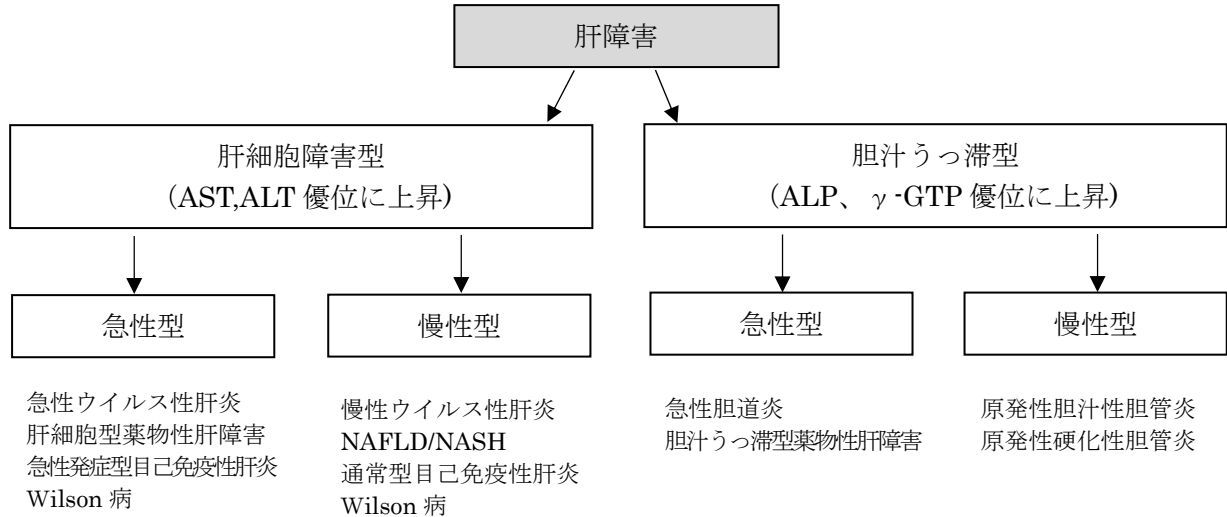 肝障害
肝細胞障害型
(AST,ALT 優位に上昇)
胆汁うっ滞型
(ALP、γ-GTP 優位に上昇)
急性型
慢性型
急性型
慢性型
急性ウイルス性肝炎
肝細胞型薬物性肝障害
急性発症型自己免疫性肝炎
Wilson 病
慢性ウイルス性肝炎
NAFLD/NASH
通常型自己免疫性肝炎
Wilson 病
急性胆道炎
胆汁うっ滞型薬物性肝障害
原発性胆汁性胆管炎
原発性硬化性胆管炎